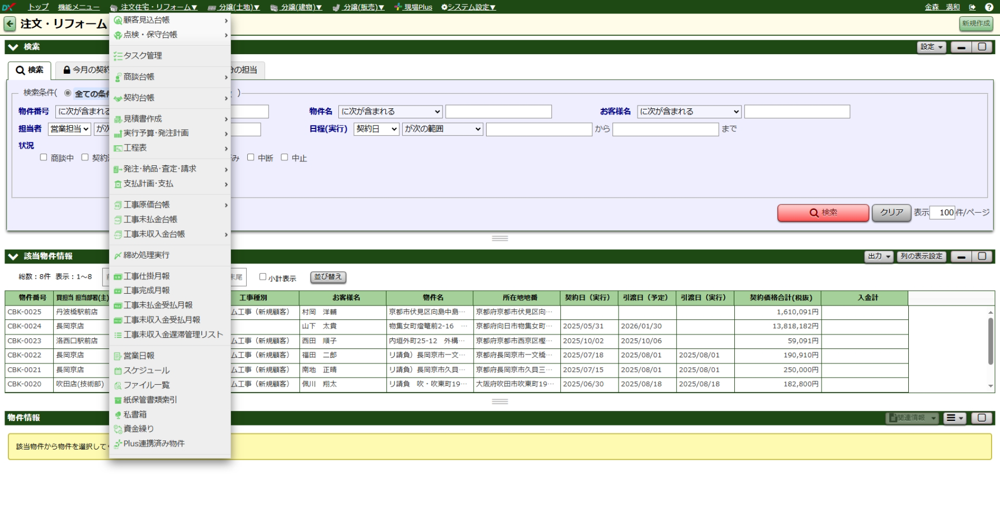 DX トップ 機能メニュー 注文住宅・リフォーム▼ 分譲(土地)▼ 分譲(建物)▼ 分譲(販売)▼ 現場Plus システム設定▼ 金森 満和
注文・リフォーム 新規作成
顧客見込台帳
点検・保守台帳
タスク管理
商談台帳
契約台帳
見積書作成
実行予算・発注計画
工程表
発注・納品・査定・請求
支払計画・支払
工事原価台帳
工事未払金台帳
工事未収入金台帳
締め処理実行
工事仕掛月報
工事完成月報
工事未払金受払月報
工事未収入金受払月報
工事未収入金遅滞管理リスト
営業日報
スケジュール
ファイル一覧
紙保管書類索引
私書箱
資金繰り
Plus連携済み物件
検索 設定
検索 今月の契約 の担当
検索条件( 全ての条件 )
物件番号 に次が含まれる 物件名 に次が含まれる お客様名 に次が含まれる
担当者 営業担当 が次 日程(実行) 契約日 が次の範囲 から まで
状況
商談中 契約 み 中断 中止
検索 クリア 表示 100 件/ページ
該当物件情報 出力 列の表示設定
総数：8件 表示：1～8 末尾 小計表示 並び替え
物件番号 買担当 担当部署(主) 工事種別 お客様名 物件名 所在地地番 契約日（実行） 引渡日（予定） 引渡日（実行） 契約価格合計(税抜) 入金計
CBK-0025 丹波橋駅前店 ム工事（新規顧客） 村岡 洋輔 京都市伏見区向島中島… 京都府京都市伏見区向… 1,610,091円
CBK-0024 長岡京店 山下 太貴 物集女町燈篭前2-16 … 京都府向日市物集女町… 2025/05/31 2026/01/30 13,818,182円
CBK-0023 洛西口駅前店 ム工事（新規顧客） 西田 順子 内垣外町25-12 外構… 京都府京都市西京区樫… 2025/10/02 2025/10/06 59,091円
CBK-0022 長岡京店 ム工事（新規顧客） 福田 二郎 リ請負）長岡京市一文… 京都府長岡京市一文橋… 2025/07/18 2025/08/01 2025/08/01 190,910円
CBK-0021 長岡京店 ム工事（新規顧客） 南地 正晴 リ請負）長岡京市久貝… 京都府長岡京市久貝三… 2025/07/15 2025/08/01 2025/08/01 250,000円
CBK-0020 吹田店(技術部) ム工事（新規顧客） 佩川 翔太 リ請負 吹・吹東町19… 大阪府吹田市吹東町19… 2025/06/30 2025/08/18 2025/08/18 182,800円
物件情報 関連情報
該当物件から物件を選択して